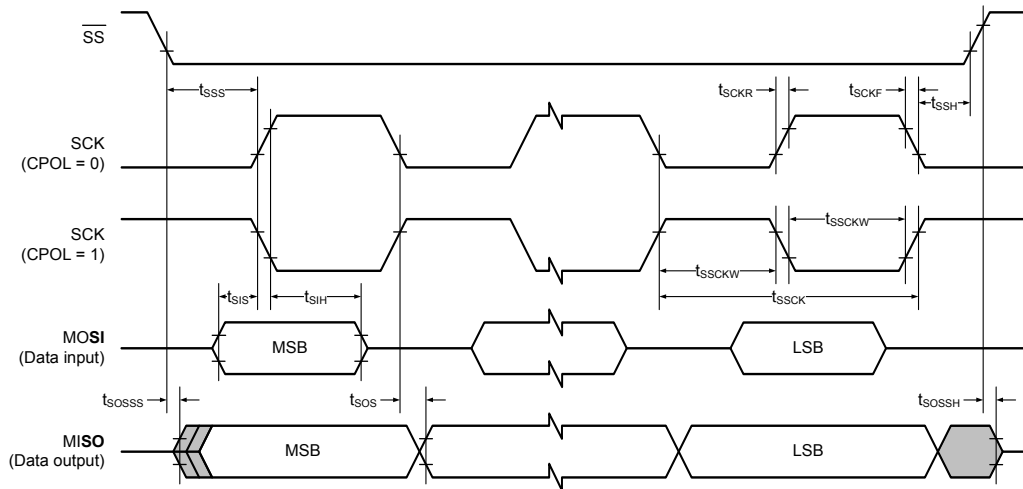 SS
tSSS
tSCKR
tSCKF
tSSH
SCK
(CPOL = 0)
SCK
(CPOL = 1)
tSSCKW
tSSCKW
tSIS
tSIH
tSSCK
MOSI
(Data input)
MSB
LSB
tSOSSS
tSOS
tSOSSH
MISO
(Data output)
MSB
LSB